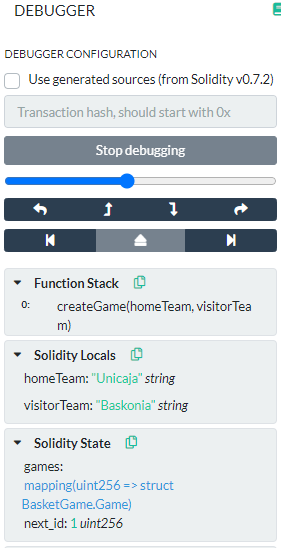 DEBUGGER
DEBUGGER CONFIGURATION
Use generated sources (from Solidity v0.7.2)
Transaction hash, should start with 0x
Stop debugging
Function Stack
0: createGame(homeTeam, visitorTea
m)
Solidity Locals
homeTeam: "Unicaja" string
visitorTeam: "Baskonia" string
Solidity State
games:
mapping(uint256 => struct
BasketGame.Game)
next_id: 1 uint256